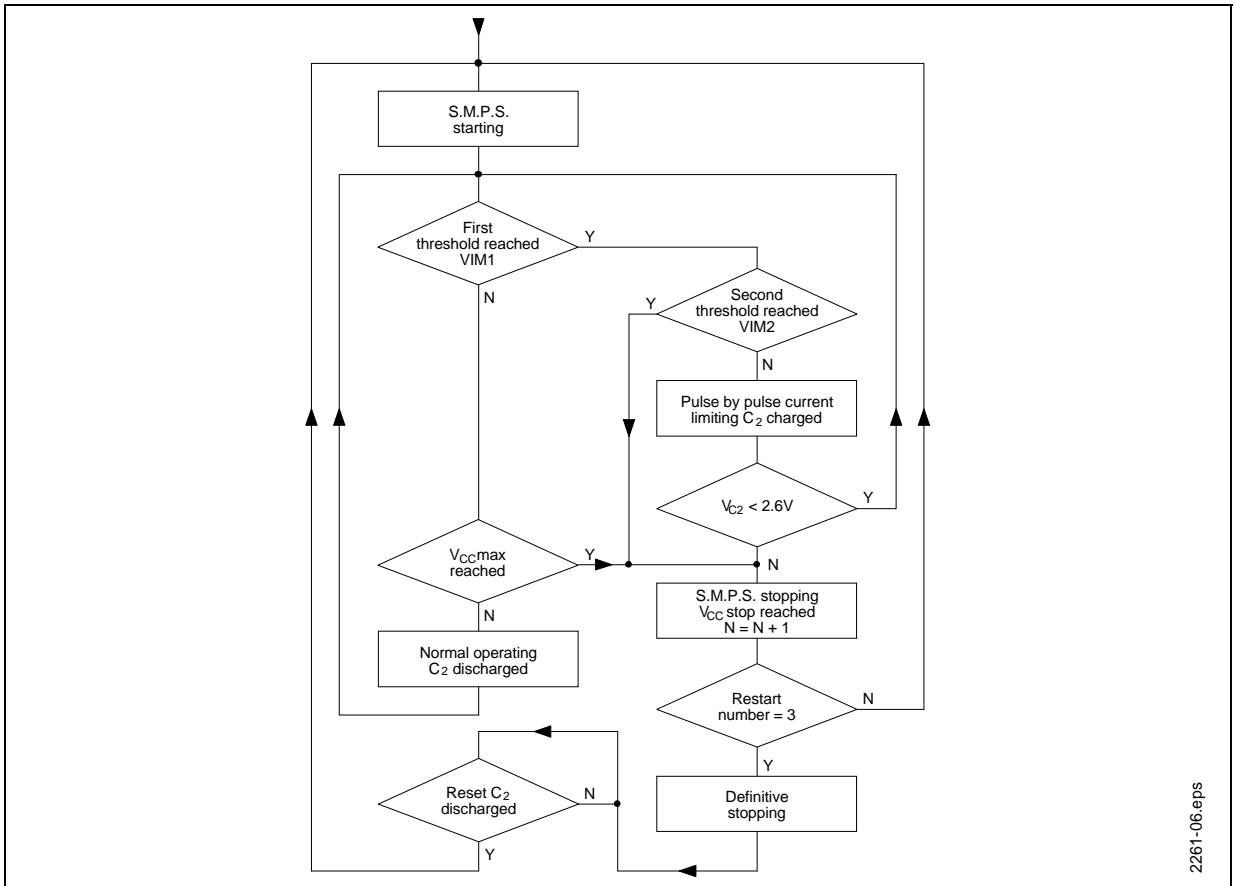 S.M.P.S.
starting
First
threshold reached
VIM1
Y
N
Second
threshold reached
VIM2
Y
N
Pulse by pulse current
limiting C2 charged
VC2 < 2.6V
Y
N
VCC max
reached
Y
N
S.M.P.S. stopping
VCC stop reached
N = N + 1
Normal operating
C2 discharged
Restart
number = 3
N
Y
Reset C2
discharged
N
Y
Definitive
stopping
2261-06.eps